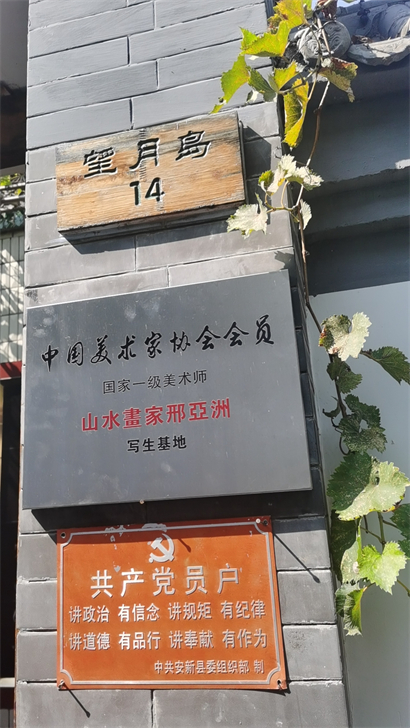 望月岛
14
中国美术家协会会员
国家一级美术师
山水畫家邢亞洲
写生基地
共产党员户
讲政治 有信念 讲规矩 有纪律
讲道德 有品行 讲奉献 有作为
中共安新县委组织部 制